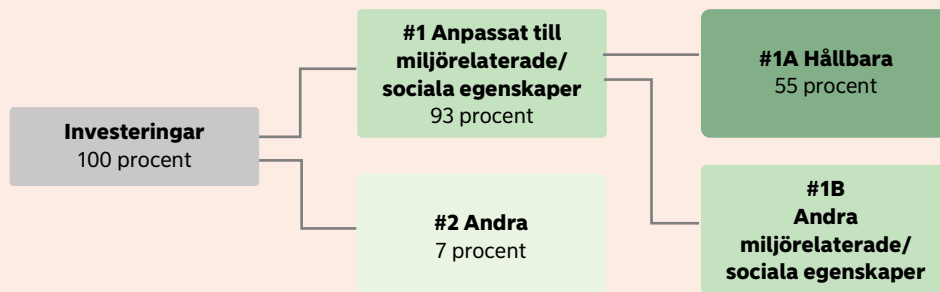 Investeringar
100 procent
#1 Anpassat till
miljörelaterade/
sociala egenskaper
93 procent
#2 Andra
7 procent
#1A Hållbara
55 procent
#1B
Andra
miljörelaterade/
sociala egenskaper